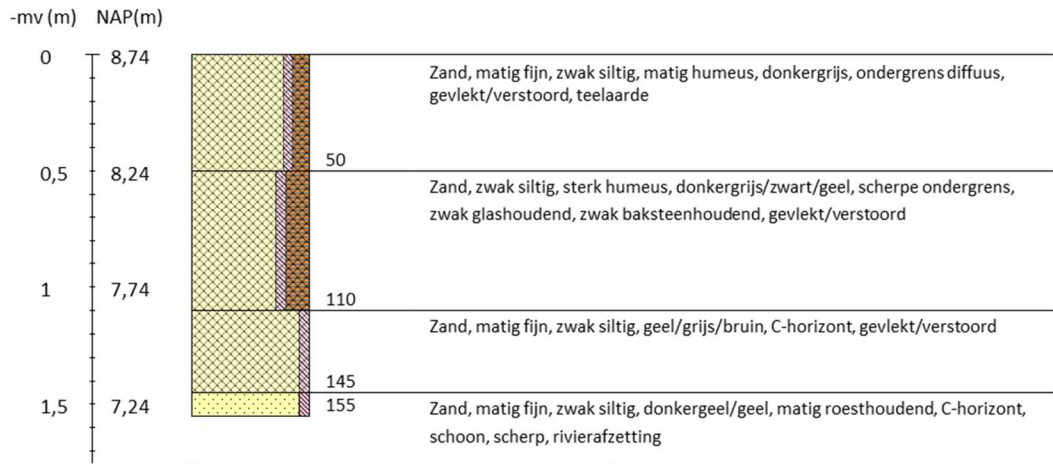 -mv (m) NAP(m)
0 8,74
Zand, matig fijn, zwak siltig, matig humeus, donkergrijs, ondergrens diffuus,
gevlekt/verstoord, teelaarde
50
0,5 8,24
Zand, zwak siltig, sterk humeus, donkergrijs/zwart/geel, scherpe ondergrens,
zwak glashoudend, zwak baksteenhoudend, gevlekt/verstoord
1 7,74
110
Zand, matig fijn, zwak siltig, geel/grijs/bruin, C-horizont, gevlekt/verstoord
145
1,5 7,24 155
Zand, matig fijn, zwak siltig, donkergeel/geel, matig roesthoudend, C-horizont,
schoon, scherp, rivierafzetting